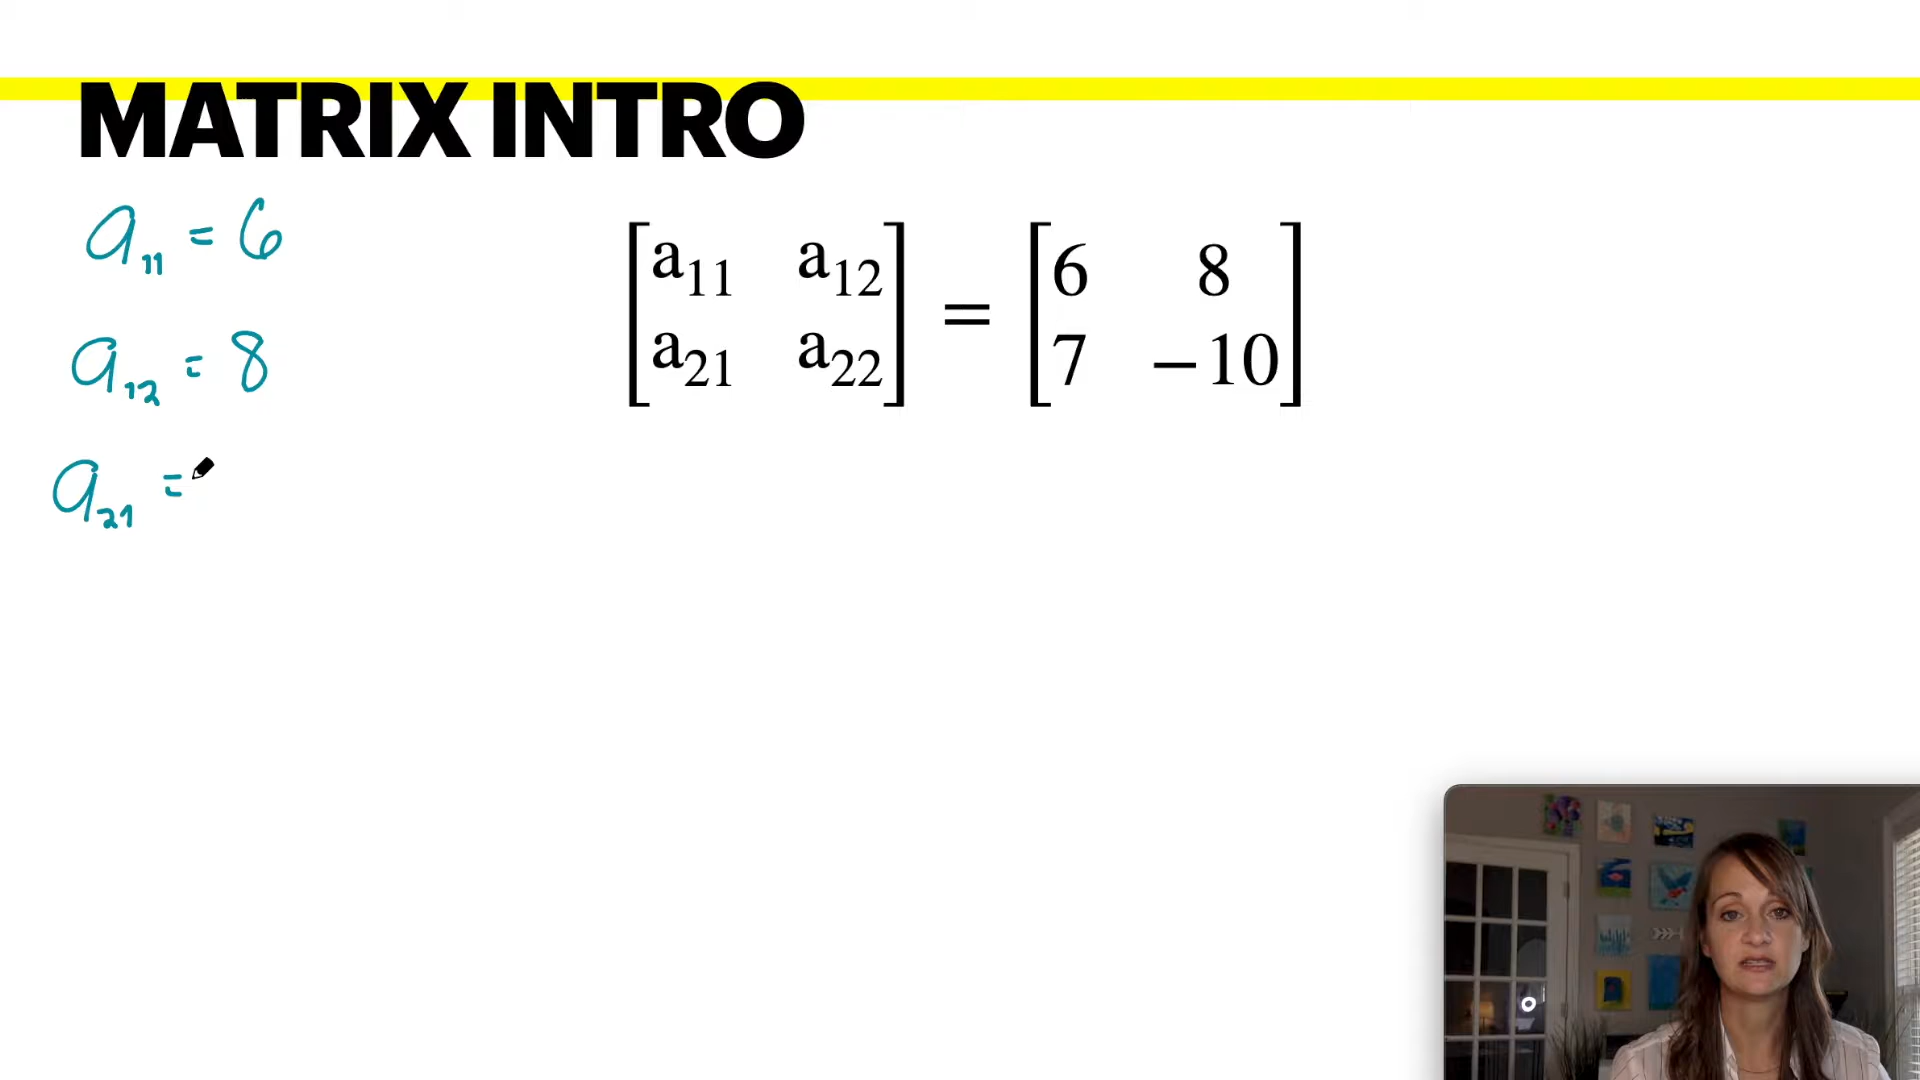 MATRIX INTRO
a₁₁ = 6
a₁₂ = 8
a₂₁ =
[a₁₁ a₁₂] = [6 8]
[a₂₁ a₂₂] [7 −10]